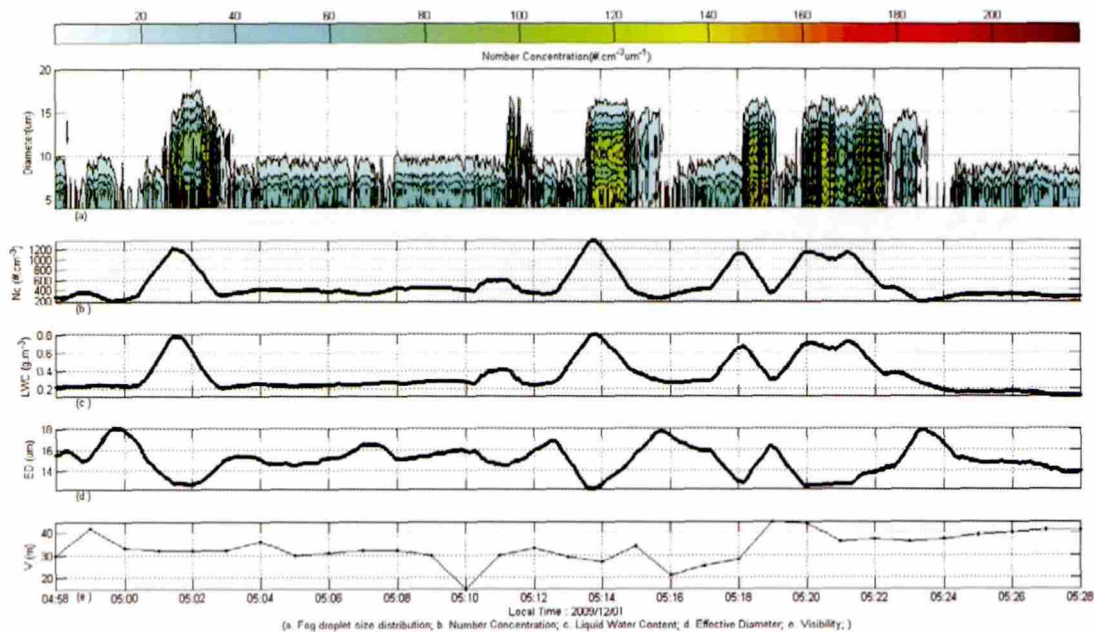 20 40 60 80 100 120 140 160 180 200
Number Concentration(#.cm⁻³um⁻¹)
20
15
10
5
Diameter(um)
(a)
1200
1000
800
600
400
200
Nc (#.cm⁻³)
(b)
0.8
0.6
0.4
0.2
LWC (g.m⁻³)
(c)
18
16
14
ED (um)
(d)
40
30
20
V (m)
(e)
04:58 05:00 05:02 05:04 05:06 05:08 05:10 05:12 05:14 05:16 05:18 05:20 05:22 05:24 05:26 05:28
Local Time : 2009/12/01
(a. Fog droplet size distribution; b. Number Concentration; c. Liquid Water Content; d. Effective Diameter; e. Visibility; )